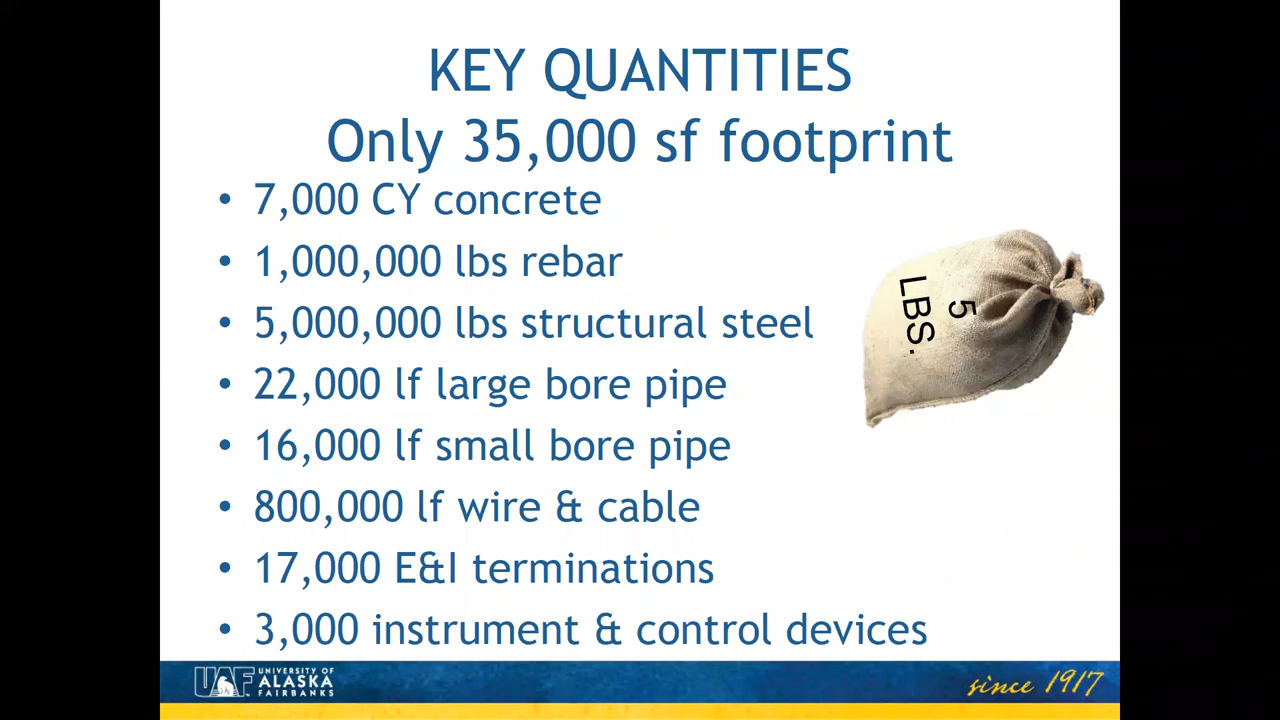 KEY QUANTITIES
Only 35,000 sf footprint
• 7,000 CY concrete
• 1,000,000 lbs rebar
• 5,000,000 lbs structural steel
• 22,000 lf large bore pipe
• 16,000 lf small bore pipe
• 800,000 lf wire & cable
• 17,000 E&I terminations
• 3,000 instrument & control devices
5
LBS.
UAF
UNIVERSITY OF
ALASKA
FAIRBANKS
since 1917